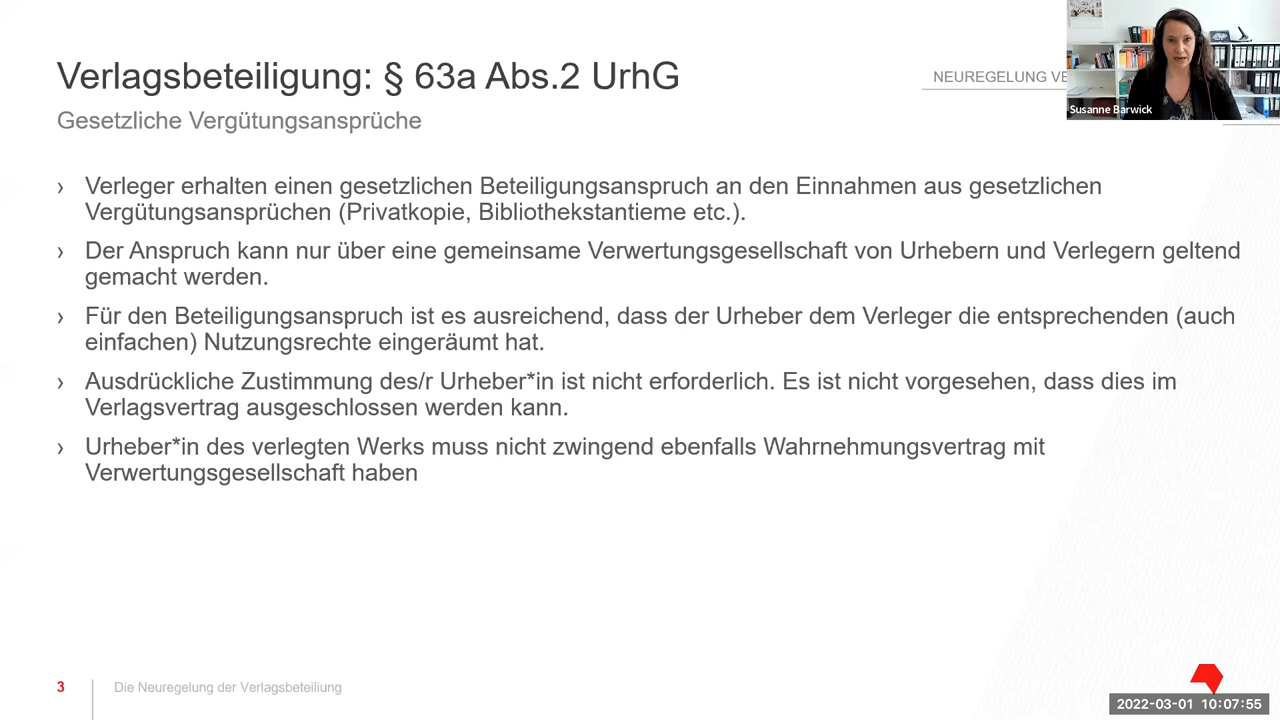 Verlagsbeteiligung: § 63a Abs.2 UrhG
NEUREGELUNG VE
Susanne Barwick
Gesetzliche Vergütungsansprüche
› Verleger erhalten einen gesetzlichen Beteiligungsanspruch an den Einnahmen aus gesetzlichen
Vergütungsansprüchen (Privatkopie, Bibliothekstantieme etc.).
› Der Anspruch kann nur über eine gemeinsame Verwertungsgesellschaft von Urhebern und Verlegern geltend
gemacht werden.
› Für den Beteiligungsanspruch ist es ausreichend, dass der Urheber dem Verleger die entsprechenden (auch
einfachen) Nutzungsrechte eingeräumt hat.
› Ausdrückliche Zustimmung des/r Urheber*in ist nicht erforderlich. Es ist nicht vorgesehen, dass dies im
Verlagsvertrag ausgeschlossen werden kann.
› Urheber*in des verlegten Werks muss nicht zwingend ebenfalls Wahrnehmungsvertrag mit
Verwertungsgesellschaft haben
3
Die Neuregelung der Verlagsbeteiliung
2022-03-01 10:07:55